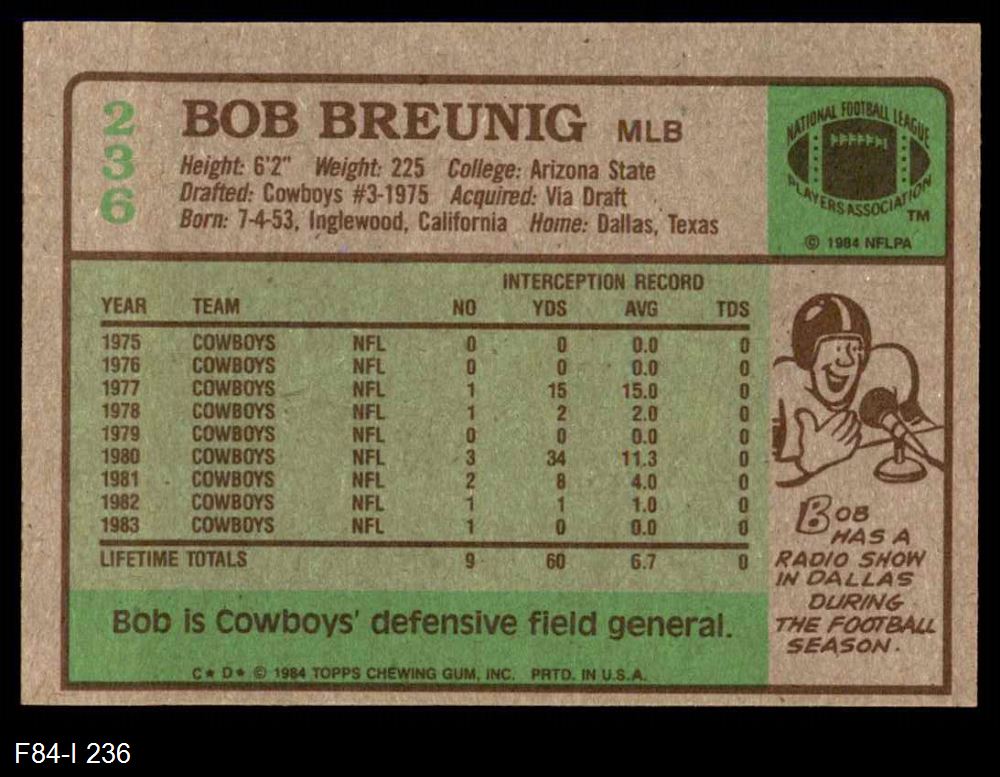 236
BOB BREUNIG MLB
Height: 6'2" Weight: 225 College: Arizona State
Drafted: Cowboys #3-1975 Acquired: Via Draft
Born: 7-4-53, Inglewood, California Home: Dallas, Texas
NATIONAL FOOTBALL LEAGUE
PLAYERS ASSOCIATION
TM
© 1984 NFLPA
INTERCEPTION RECORD
YEAR TEAM NO YDS AVG TDS
1975 COWBOYS NFL 0 0 0.0 0
1976 COWBOYS NFL 0 0 0.0 0
1977 COWBOYS NFL 1 15 15.0 0
1978 COWBOYS NFL 1 2 2.0 0
1979 COWBOYS NFL 0 0 0.0 0
1980 COWBOYS NFL 3 34 11.3 0
1981 COWBOYS NFL 2 8 4.0 0
1982 COWBOYS NFL 1 1 1.0 0
1983 COWBOYS NFL 1 0 0.0 0
LIFETIME TOTALS 9 60 6.7 0
BOB
HAS A
RADIO SHOW
IN DALLAS
DURING
THE FOOTBALL
SEASON.
Bob is Cowboys' defensive field general.
C* D* © 1984 TOPPS CHEWING GUM, INC. PRTD. IN U.S.A.
F84-I 236